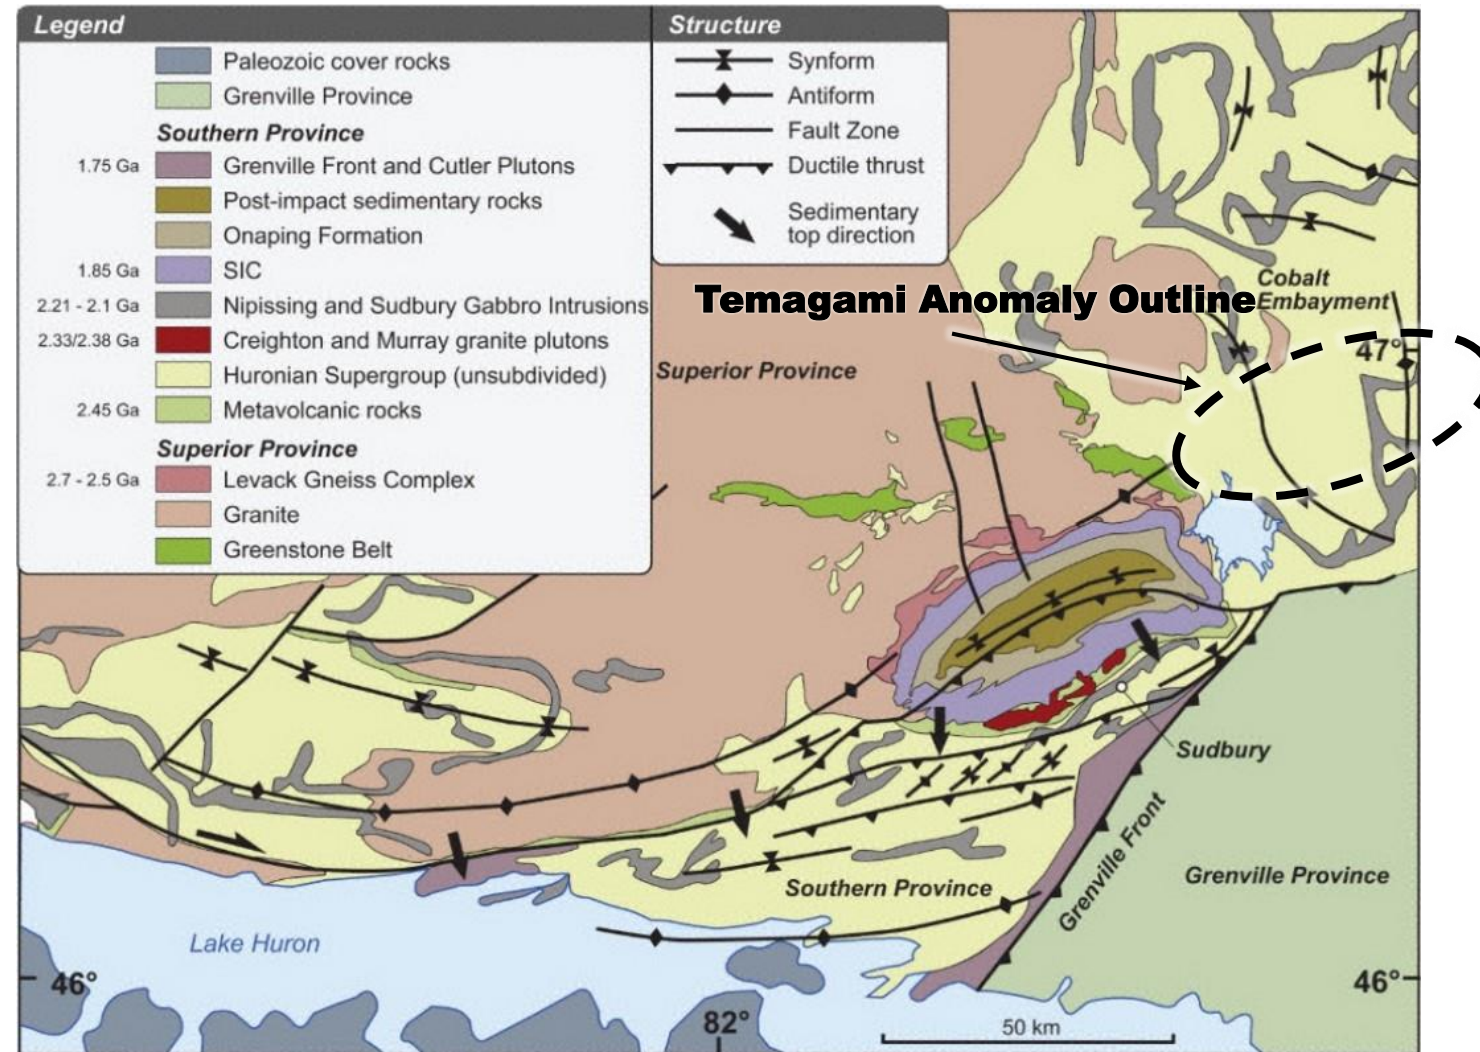 Legend
Paleozoic cover rocks
Grenville Province
Southern Province
1.75 Ga Grenville Front and Cutler Plutons
Post-impact sedimentary rocks
Onaping Formation
1.85 Ga SIC
2.21 - 2.1 Ga Nipissing and Sudbury Gabbro Intrusions
2.33/2.38 Ga Creighton and Murray granite plutons
Huronian Supergroup (unsubdivided)
2.45 Ga Metavolcanic rocks
Superior Province
2.7 - 2.5 Ga Levack Gneiss Complex
Granite
Greenstone Belt
Structure
Synform
Antiform
Fault Zone
Ductile thrust
Sedimentary
top direction
Cobalt
Embayment
Temagami Anomaly Outline
47°
Superior Province
Sudbury
Grenville Front
Grenville Province
Southern Province
Lake Huron
46°
46°
82°
50 km